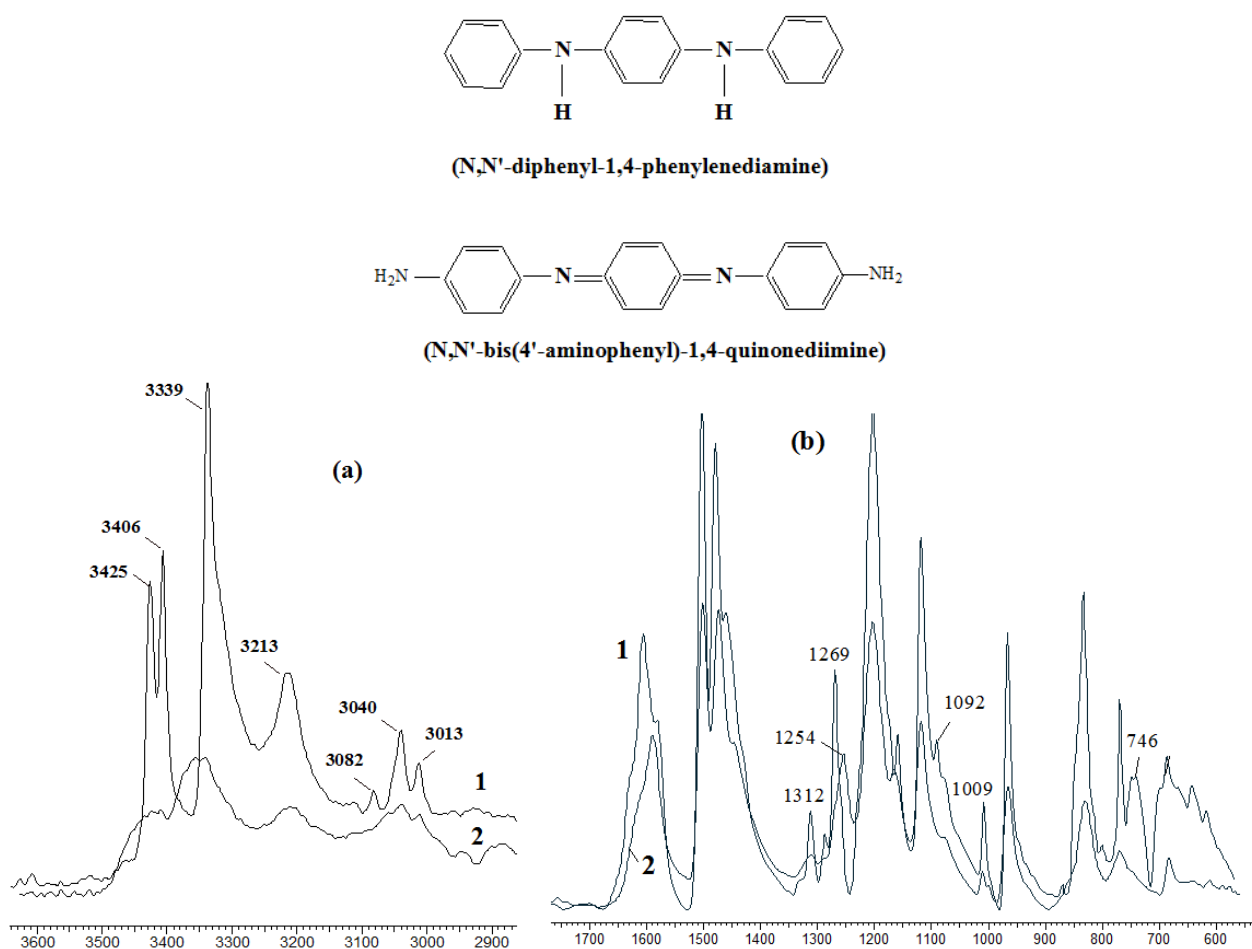 N
N
H
H
(N,N'-diphenyl-1,4-phenylenediamine)
H2N
N
N
NH2
(N,N'-bis(4'-aminophenyl)-1,4-quinonediimine)
3339
(a)
3406
3425
3213
3040
3013
3082
1
2
3600 3500 3400 3300 3200 3100 3000 2900
(b)
1
1269
1092
1254
746
1312
1009
2
1700 1600 1500 1400 1300 1200 1100 1000 900 800 700 600